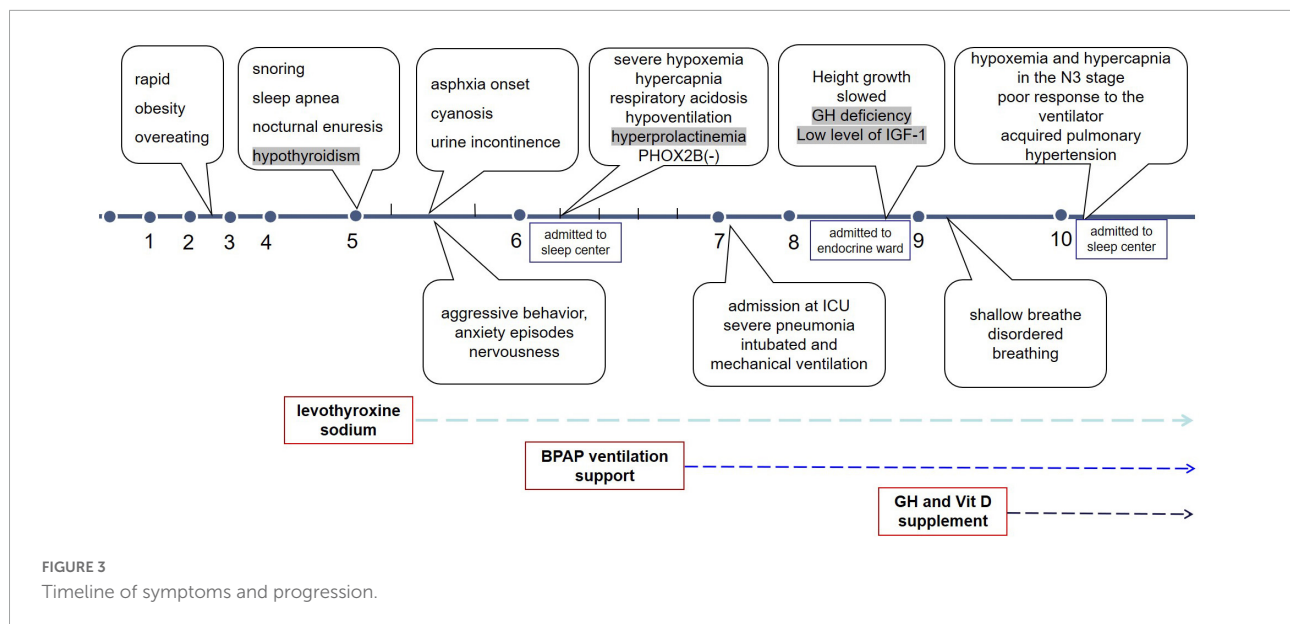 rapid
obesity
overeating
snoring
sleep apnea
nocturnal enuresis
hypothyroidism
asphxia onset
cyanosis
urine incontinence
severe hypoxemia
hypercapnia
respiratory acidosis
hypoventilation
hyperprolactinemia
PHOX2B(-)
Height growth
slowed
GH deficiency
Low level of IGF-1
hypoxemia and hypercapnia
in the N3 stage
poor response to the
ventilator
acquired pulmonary
hypertension
1 2 3 4 5 6 7 8 9 10
admitted to
sleep center
admitted to
endocrine ward
admitted to
sleep center
aggressive behavior,
anxiety episodes
nervousness
admission at ICU
severe pneumonia
intubated and
mechanical ventilation
shallow breathe
disordered
breathing
levothyroxine
sodium
BPAP ventilation
support
GH and Vit D
supplement
FIGURE 3
Timeline of symptoms and progression.